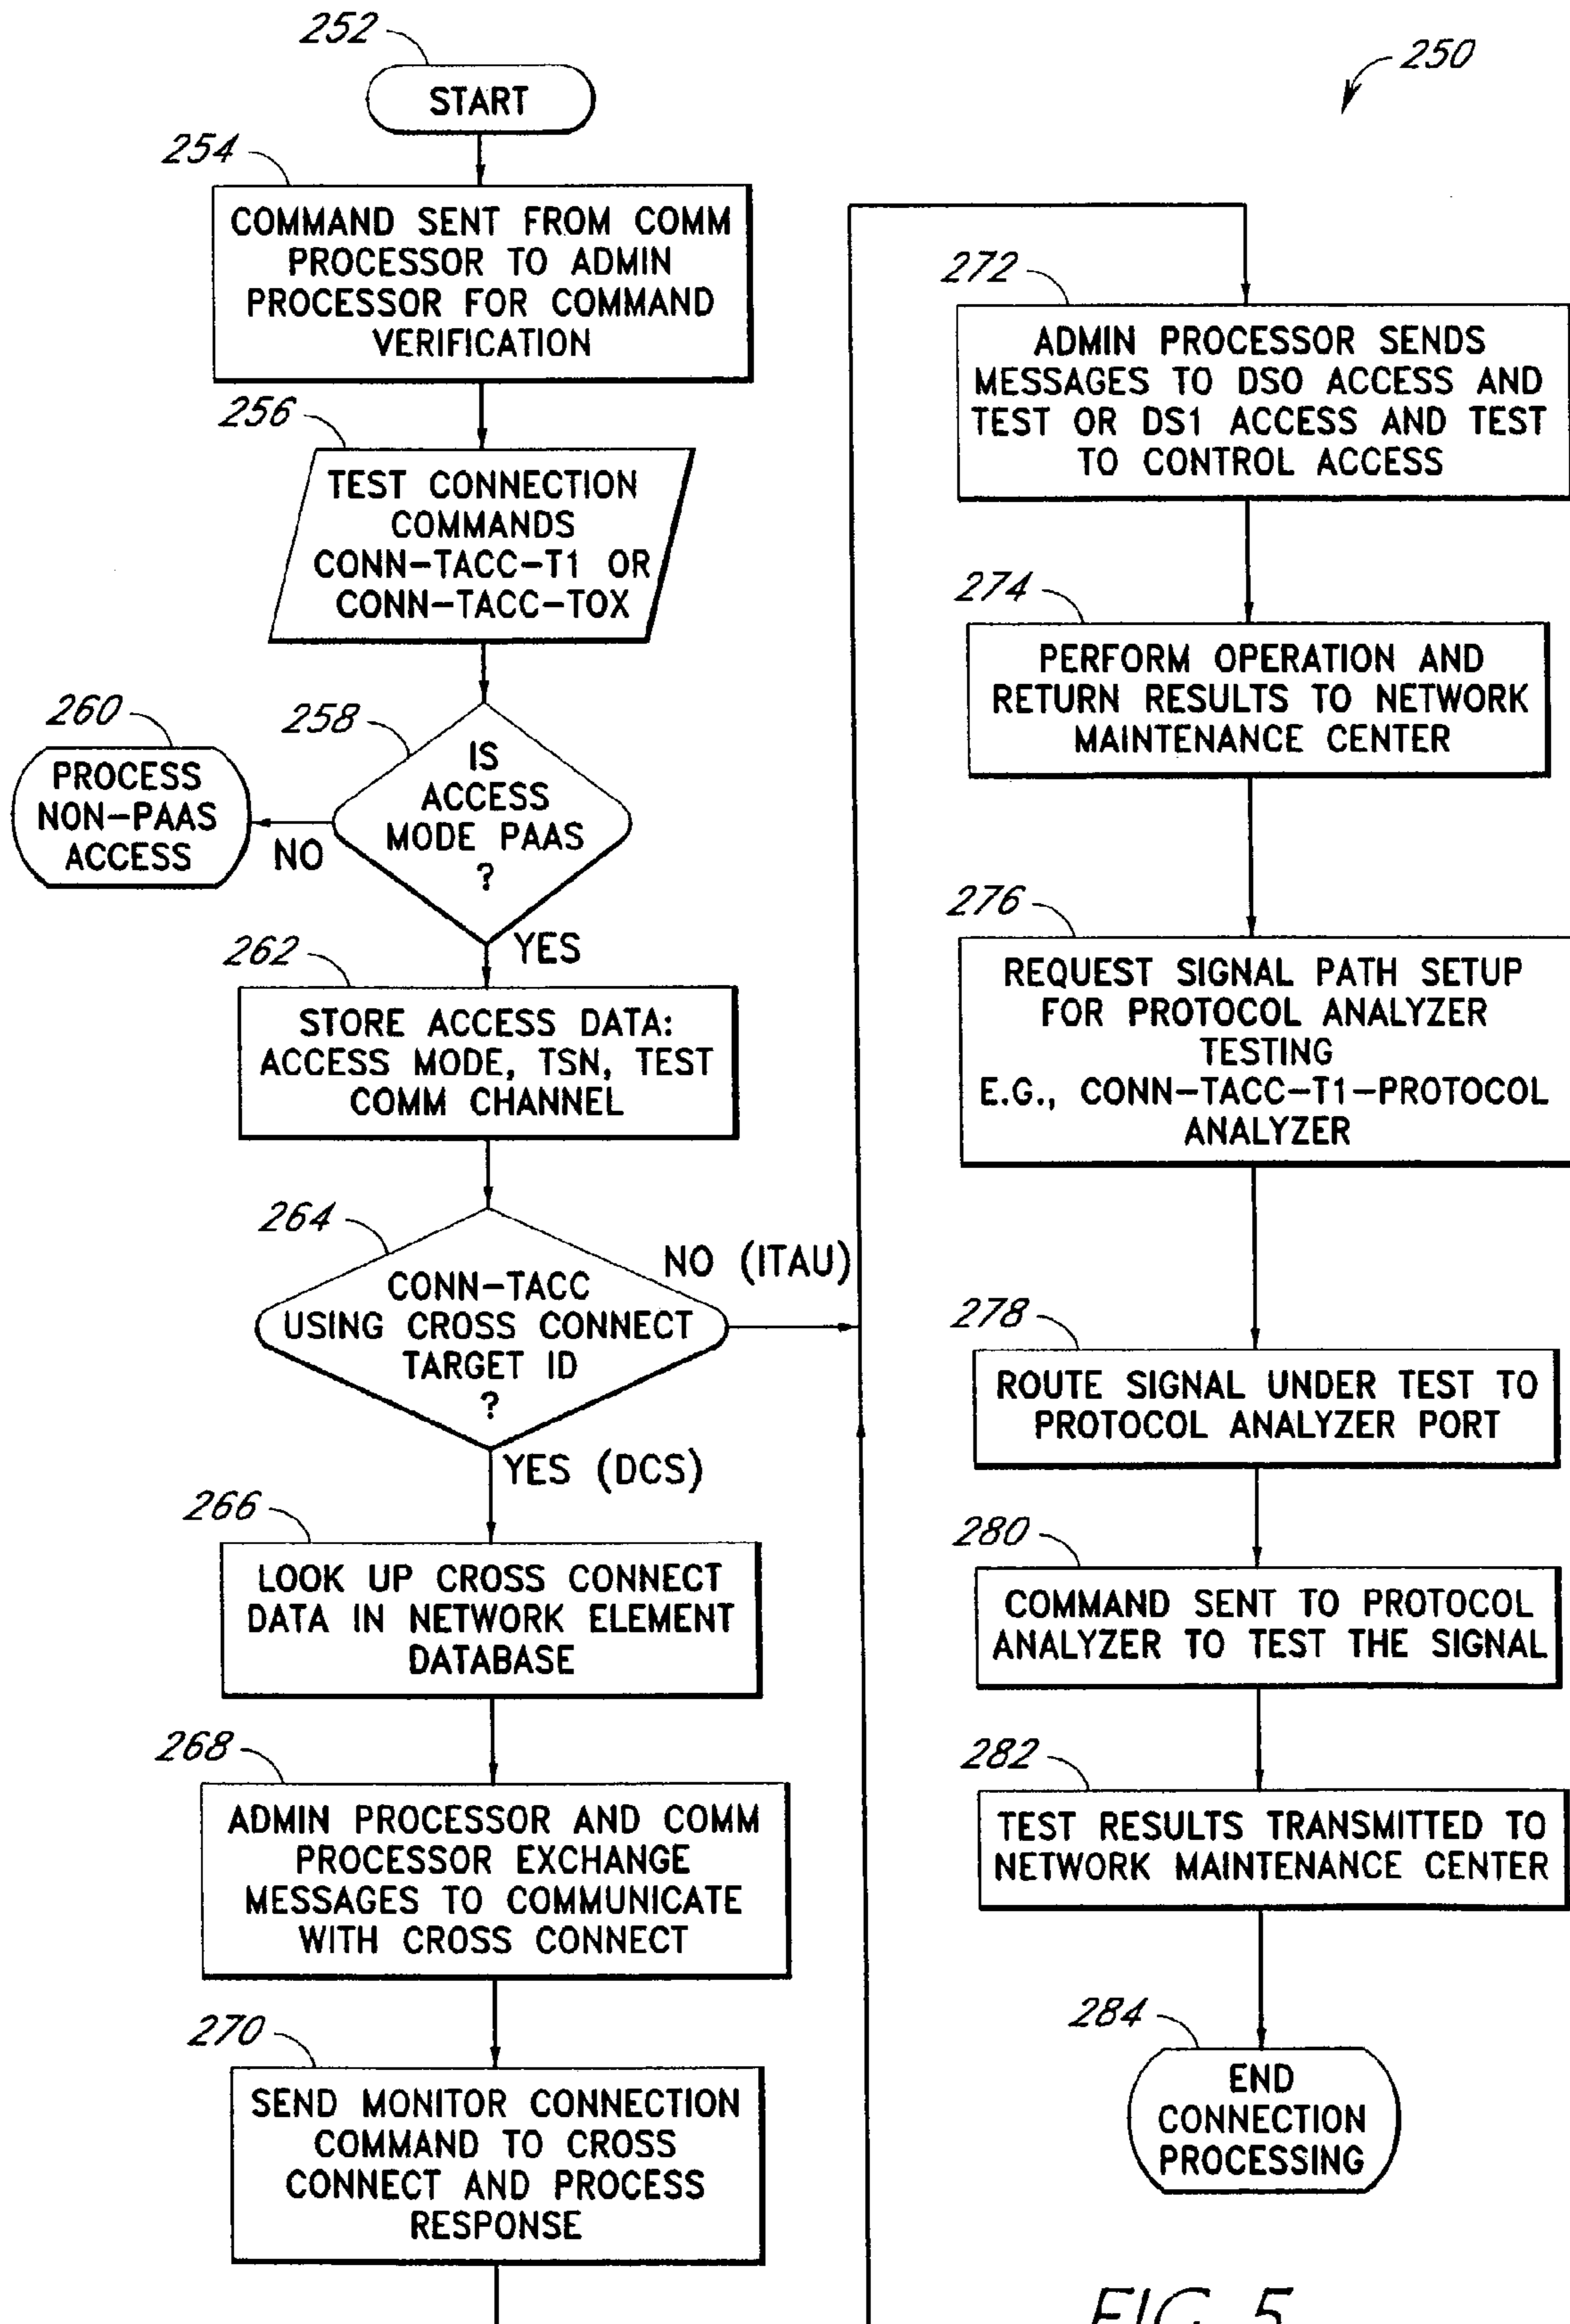 252
START
250
254
COMMAND SENT FROM COMM
PROCESSOR TO ADMIN
PROCESSOR FOR COMMAND
VERIFICATION
256
TEST CONNECTION
COMMANDS
CONN-TACC-T1 OR
CONN-TACC-TOX
258
IS
ACCESS
MODE PAAS
?
260
PROCESS
NON-PAAS
ACCESS
NO
YES
262
STORE ACCESS DATA:
ACCESS MODE, TSN, TEST
COMM CHANNEL
264
CONN-TACC
USING CROSS CONNECT
TARGET ID
?
NO (ITAU)
YES (DCS)
266
LOOK UP CROSS CONNECT
DATA IN NETWORK ELEMENT
DATABASE
268
ADMIN PROCESSOR AND COMM
PROCESSOR EXCHANGE
MESSAGES TO COMMUNICATE
WITH CROSS CONNECT
270
SEND MONITOR CONNECTION
COMMAND TO CROSS
CONNECT AND PROCESS
RESPONSE
272
ADMIN PROCESSOR SENDS
MESSAGES TO DSO ACCESS AND
TEST OR DS1 ACCESS AND TEST
TO CONTROL ACCESS
274
PERFORM OPERATION AND
RETURN RESULTS TO NETWORK
MAINTENANCE CENTER
276
REQUEST SIGNAL PATH SETUP
FOR PROTOCOL ANALYZER
TESTING
E.G., CONN-TACC-T1-PROTOCOL
ANALYZER
278
ROUTE SIGNAL UNDER TEST TO
PROTOCOL ANALYZER PORT
280
COMMAND SENT TO PROTOCOL
ANALYZER TO TEST THE SIGNAL
282
TEST RESULTS TRANSMITTED TO
NETWORK MAINTENANCE CENTER
284
END
CONNECTION
PROCESSING
FIG. 5